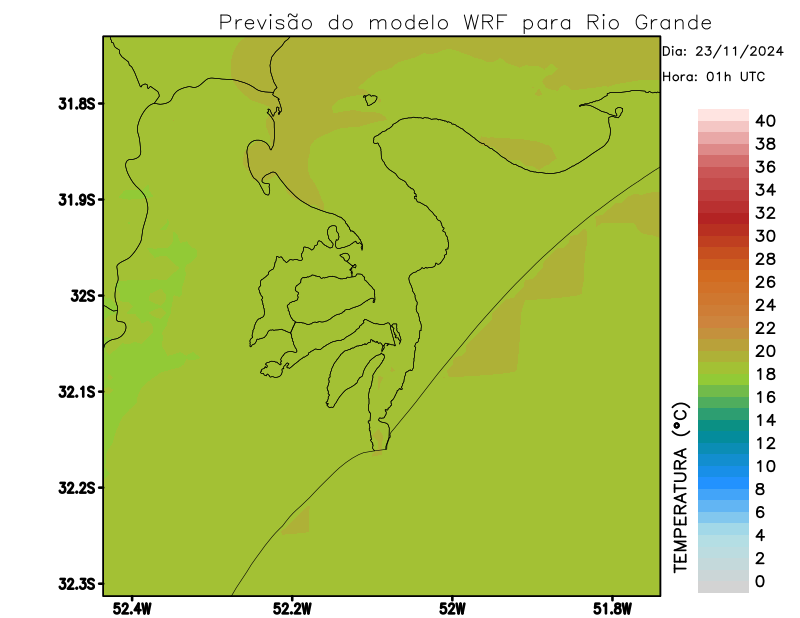 Previsão do modelo WRF para Rio Grande
Dia: 23/11/2024
Hora: 01h UTC
31.8S
31.9S
32S
32.1S
32.2S
32.3S
52.4W
52.2W
52W
51.8W
40
38
36
34
32
30
28
26
24
22
20
18
16
14
12
10
8
6
4
2
0
TEMPERATURA (ºC)